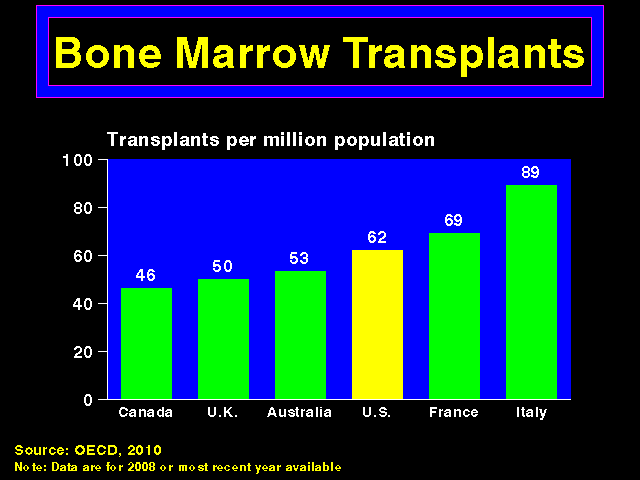 Bone Marrow Transplants
Transplants per million population
100
80
60
40
20
0
46
50
53
62
69
89
Canada
U.K.
Australia
U.S.
France
Italy
Source: OECD, 2010
Note: Data are for 2008 or most recent year available